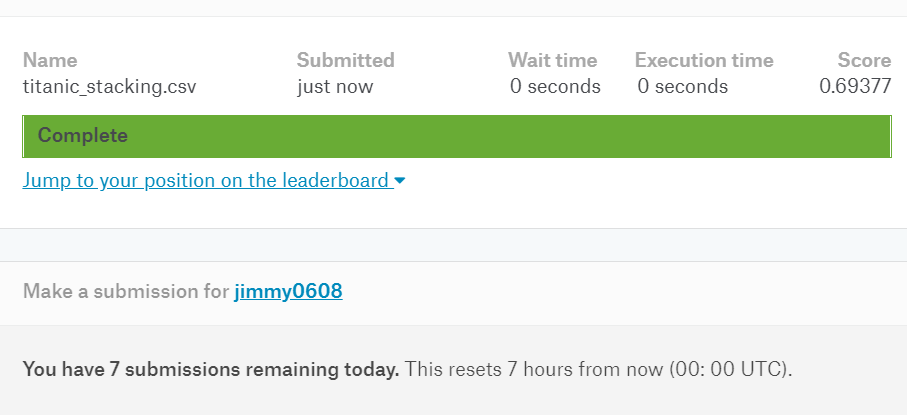 Name Submitted Wait time Execution time Score
titanic_stacking.csv just now 0 seconds 0 seconds 0.69377
Complete
Jump to your position on the leaderboard
Make a submission for jimmy0608
You have 7 submissions remaining today. This resets 7 hours from now (00: 00 UTC).